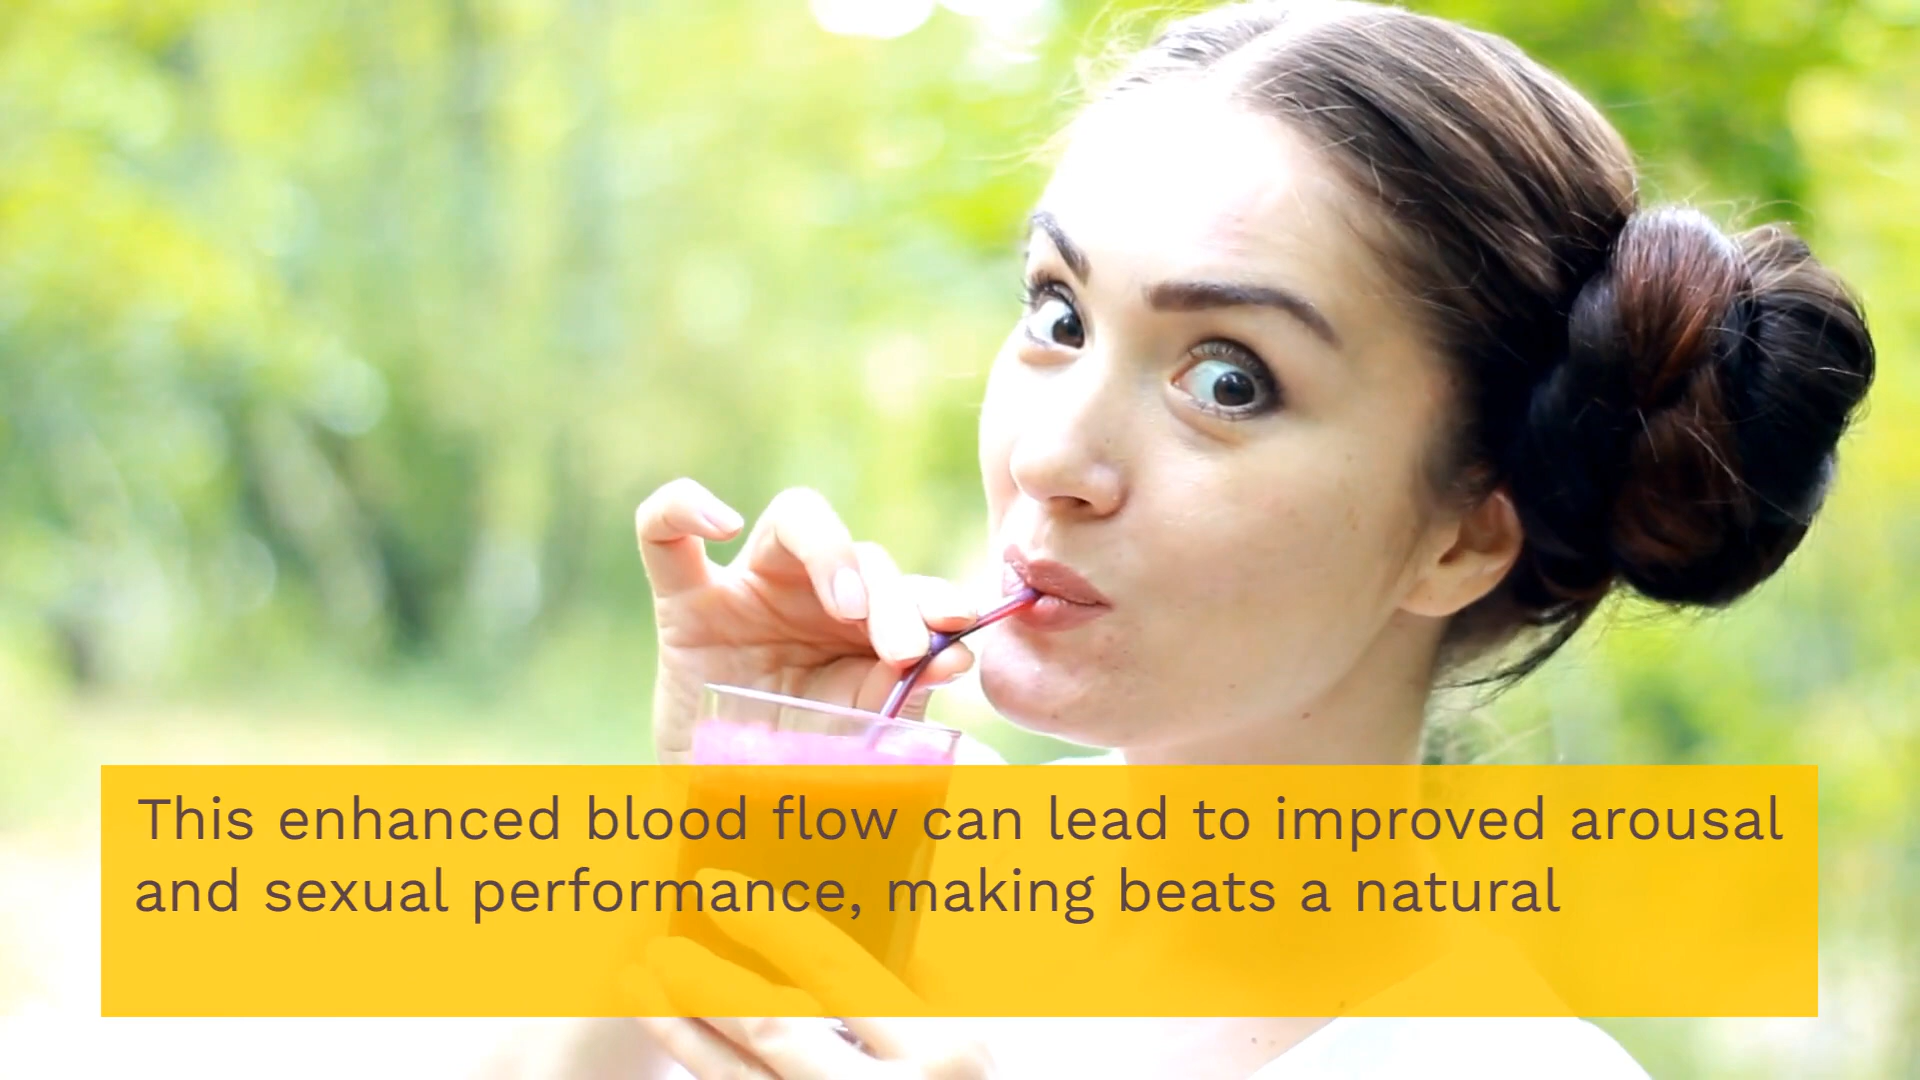 This enhanced blood flow can lead to improved arousal
and sexual performance, making beats a natural